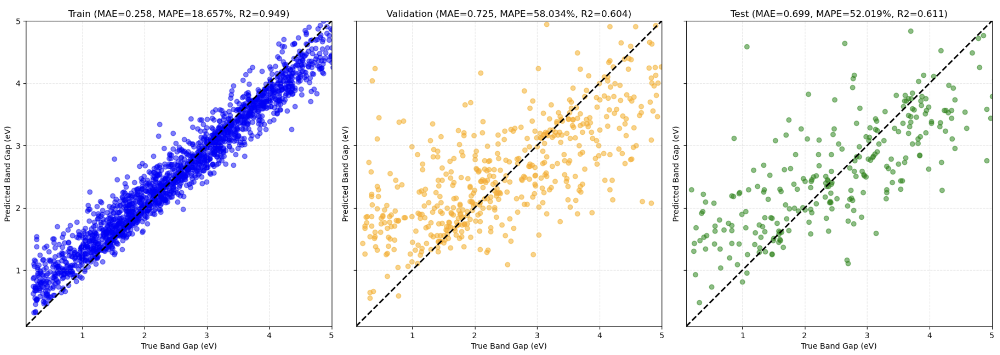 Train (MAE=0.258, MAPE=18.657%, R2=0.949)
Predicted Band Gap (eV)
5
4
3
2
1
1 2 3 4 5
True Band Gap (eV)
Validation (MAE=0.725, MAPE=58.034%, R2=0.604)
Predicted Band Gap (eV)
1 2 3 4 5
True Band Gap (eV)
Test (MAE=0.699, MAPE=52.019%, R2=0.611)
Predicted Band Gap (eV)
1 2 3 4 5
True Band Gap (eV)